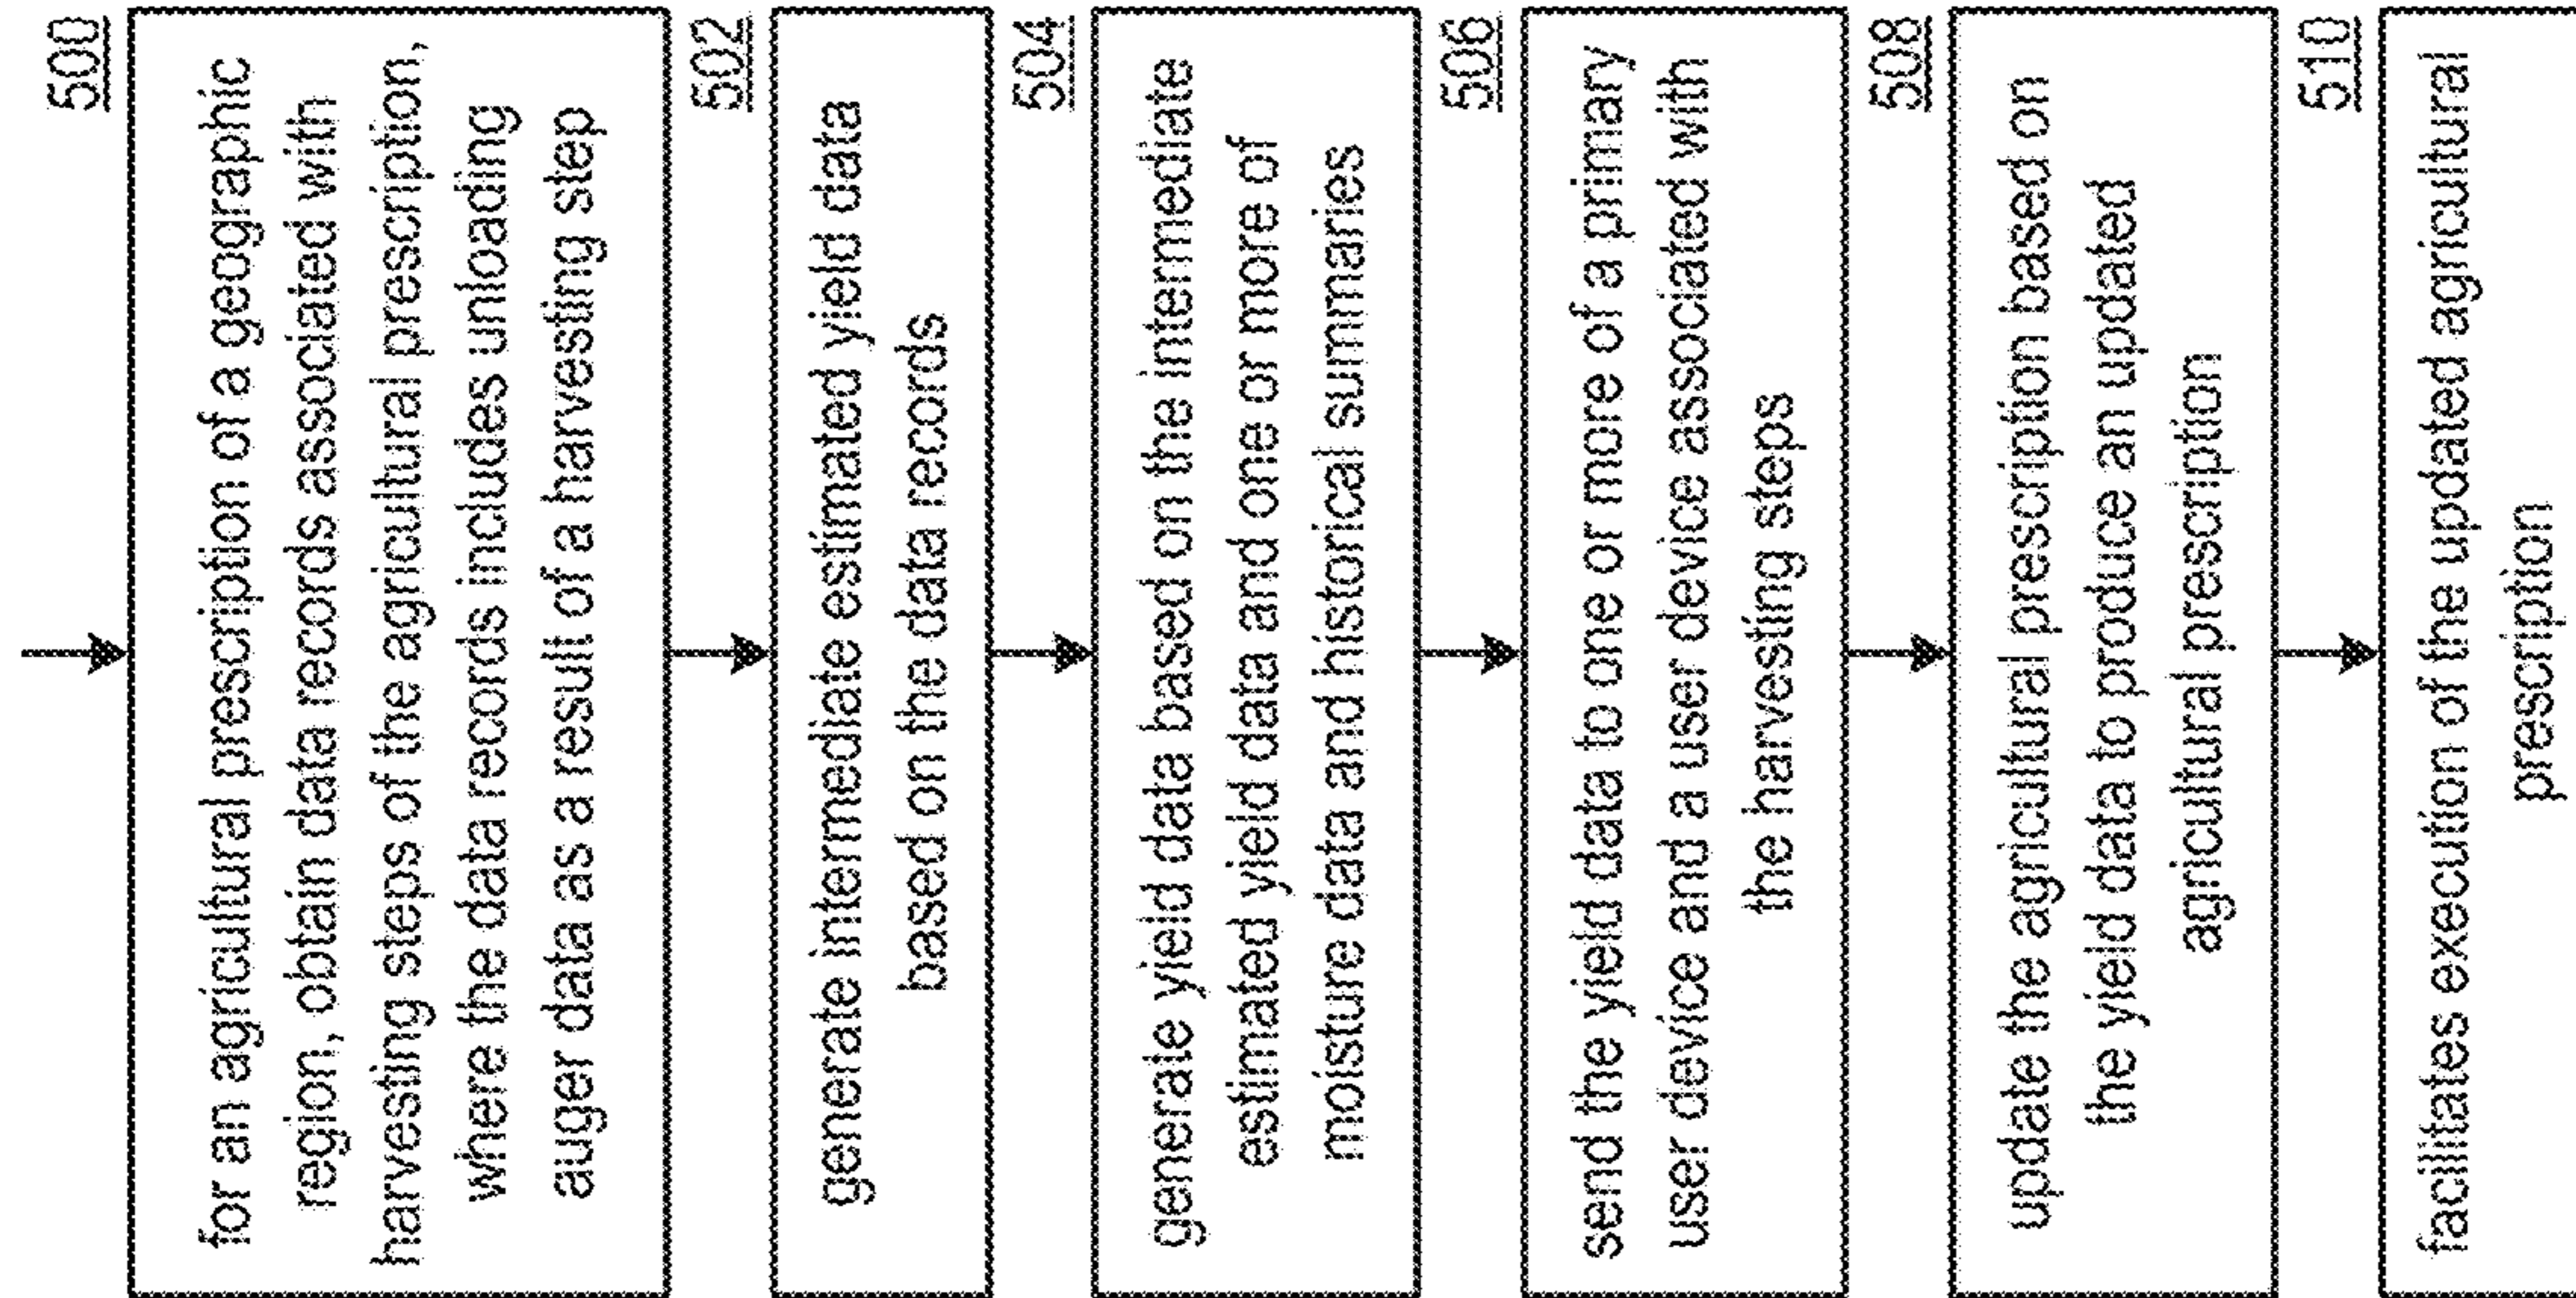 500
for an agricultural prescription of a geographic
region, obtain data records associated with
harvesting steps of the agricultural prescription,
where the data records includes unloading
auger data as a result of a harvesting step
502
generate intermediate estimated yield data
based on the data records
504
generate yield data based on the intermediate
estimated yield data and one or more of
moisture data and historical summaries
506
send the yield data to one or more of a primary
user device and a user device associated with
the harvesting steps
508
update the agricultural prescription based on
the yield data to produce an updated
agricultural prescription
510
facilitates execution of the updated agricultural
prescription